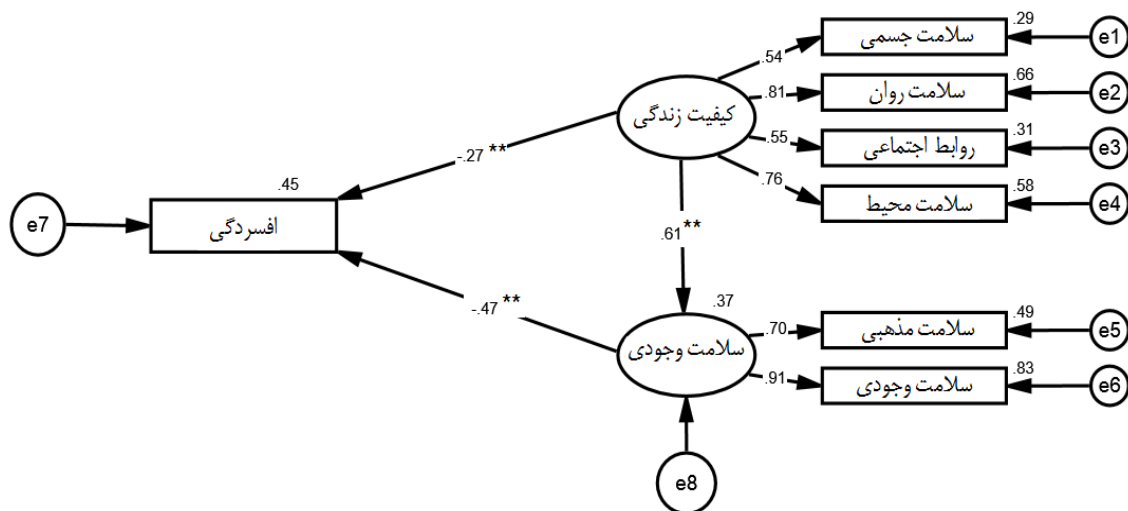 .29
سلامت جسمی
e1
.54
.66
سلامت روان
e2
.81
کیفیت زندگی
.31
روابط اجتماعی
e3
.55
.58
سلامت محیط
e4
.76
-.27 **
.45
افسردگی
e7
.61**
-.47 **
.37
سلامت وجودی
.49
سلامت مذهبی
e5
.70
.83
سلامت وجودی
e6
.91
e8